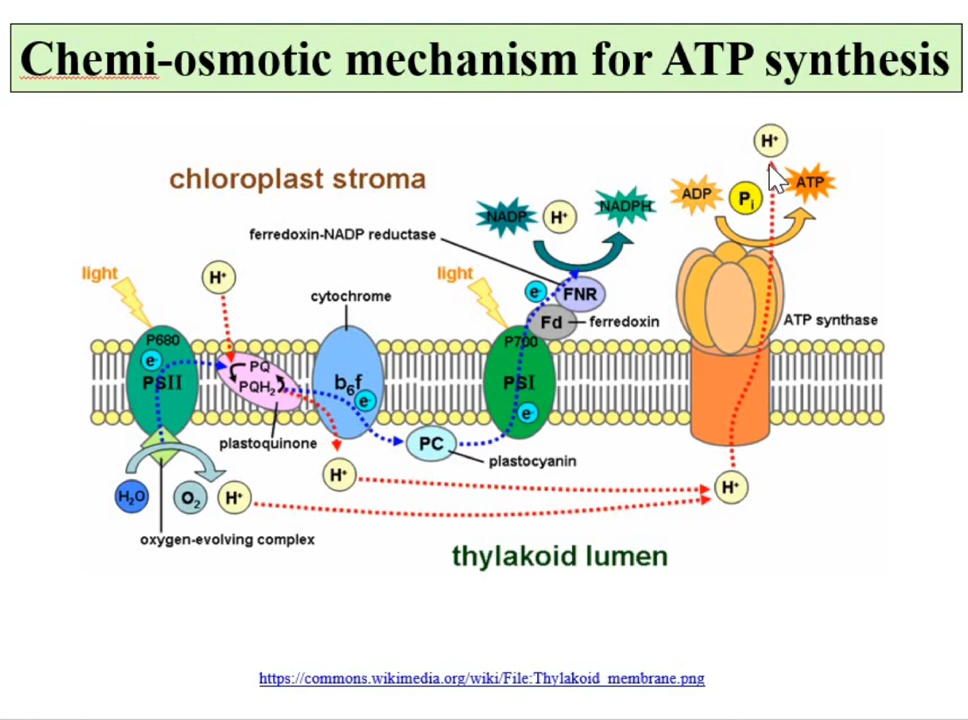 Chemi-osmotic mechanism for ATP synthesis
H⁺
chloroplast stroma
ADP
Pᵢ
ATP
NADP
H⁺
NADPH
ferredoxin-NADP reductase
light
H⁺
light
cytochrome
e⁻
FNR
Fd
ferredoxin
ATP synthase
P680
e⁻
PSII
PQ
PQH₂
b₆f
e⁻
P700
PSI
e⁻
plastoquinone
PC
plastocyanin
H₂O
O₂
H⁺
H⁺
H⁺
oxygen-evolving complex
thylakoid lumen
https://commons.wikimedia.org/wiki/File:Thylakoid_membrane.png